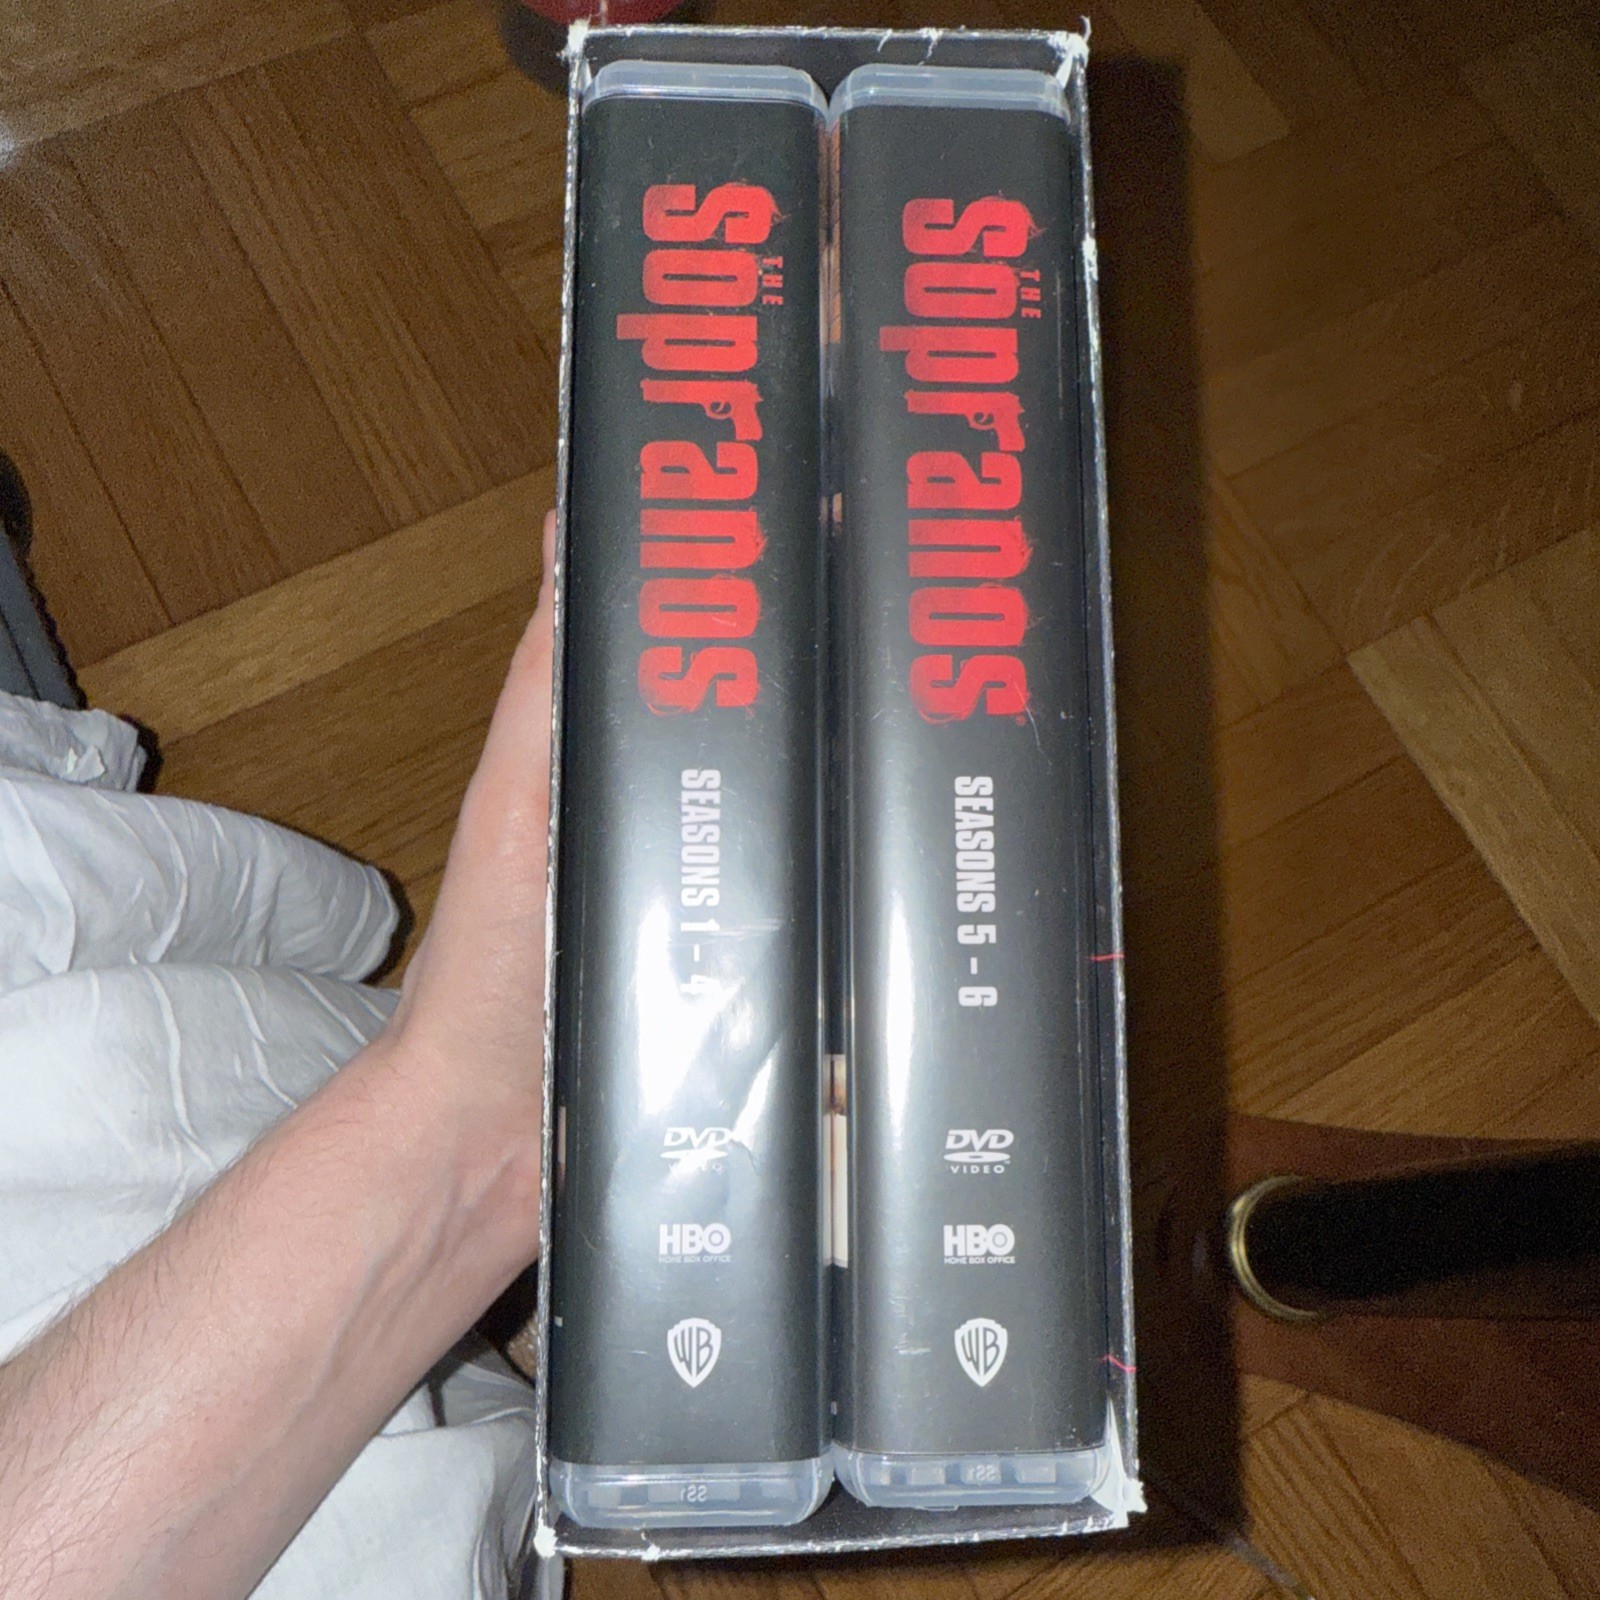 THE
SOPRANOS
SEASONS 1 - 4
DVD
VIDEO
HBO
HOME BOX OFFICE
WB
THE
SOPRANOS
SEASONS 5 - 6
DVD
VIDEO
HBO
HOME BOX OFFICE
WB